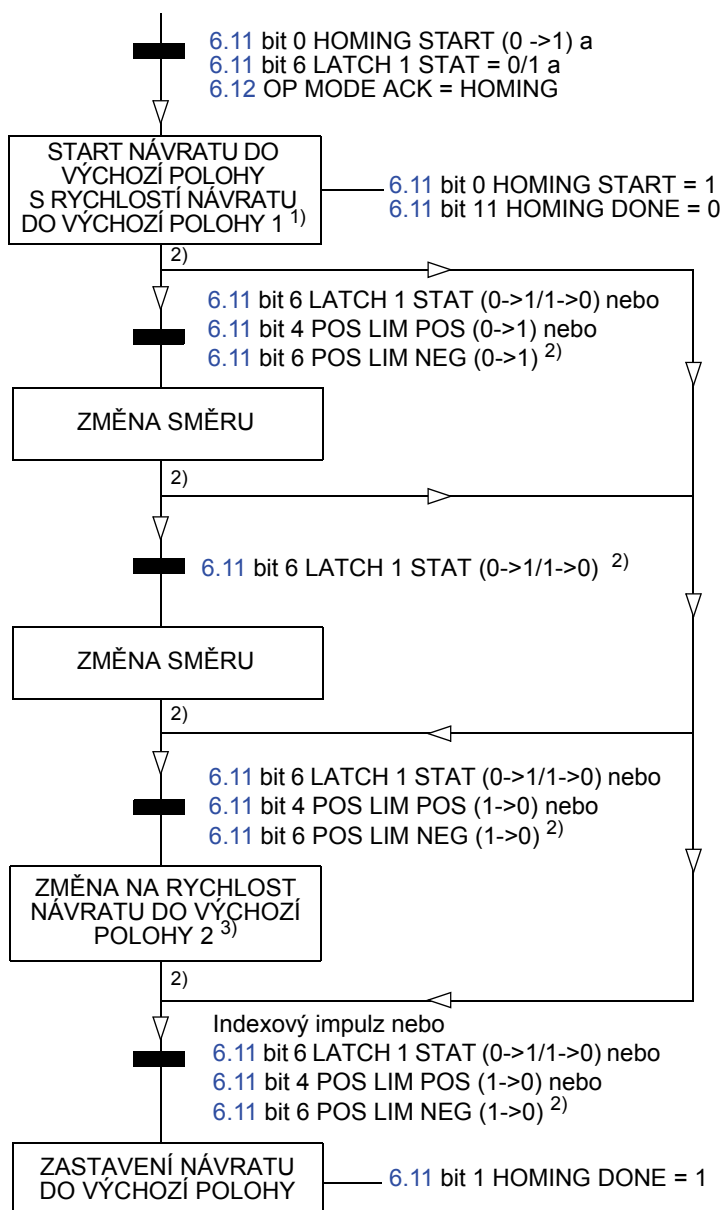 6.11 bit 0 HOMING START (0 ->1) a
6.11 bit 6 LATCH 1 STAT = 0/1 a
6.12 OP MODE ACK = HOMING
START NÁVRATU DO
VÝCHOZÍ POLOHY
S RYCHLOSTÍ NÁVRATU
DO VÝCHOZÍ POLOHY 1 1)
6.11 bit 0 HOMING START = 1
6.11 bit 11 HOMING DONE = 0
2)
6.11 bit 6 LATCH 1 STAT (0->1/1->0) nebo
6.11 bit 4 POS LIM POS (0->1) nebo
6.11 bit 6 POS LIM NEG (0->1) 2)
ZMĚNA SMĚRU
2)
6.11 bit 6 LATCH 1 STAT (0->1/1->0) 2)
ZMĚNA SMĚRU
2)
6.11 bit 6 LATCH 1 STAT (0->1/1->0) nebo
6.11 bit 4 POS LIM POS (1->0) nebo
6.11 bit 6 POS LIM NEG (1->0) 2)
ZMĚNA NA RYCHLOST
NÁVRATU DO VÝCHOZÍ
POLOHY 2 3)
2)
Indexový impulz nebo
6.11 bit 6 LATCH 1 STAT (0->1/1->0) nebo
6.11 bit 4 POS LIM POS (1->0) nebo
6.11 bit 6 POS LIM NEG (1->0) 2)
ZASTAVENÍ NÁVRATU
DO VÝCHOZÍ POLOHY
6.11 bit 1 HOMING DONE = 1